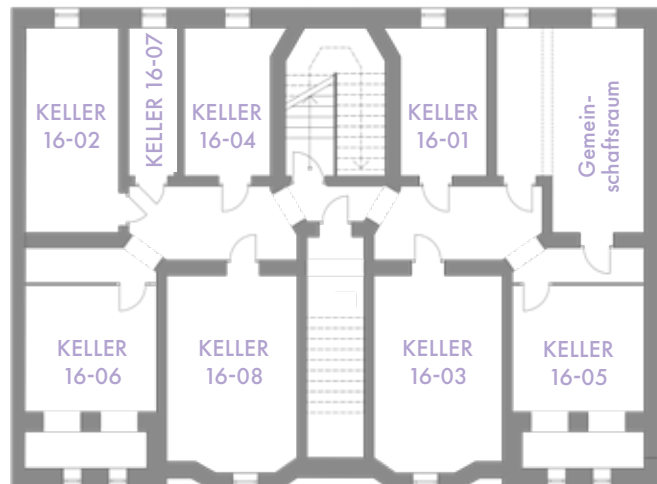 KELLER
16-02
KELLER 16-07
KELLER
16-04
KELLER
16-01
Gemein-
schaftsraum
KELLER
16-06
KELLER
16-08
KELLER
16-03
KELLER
16-05